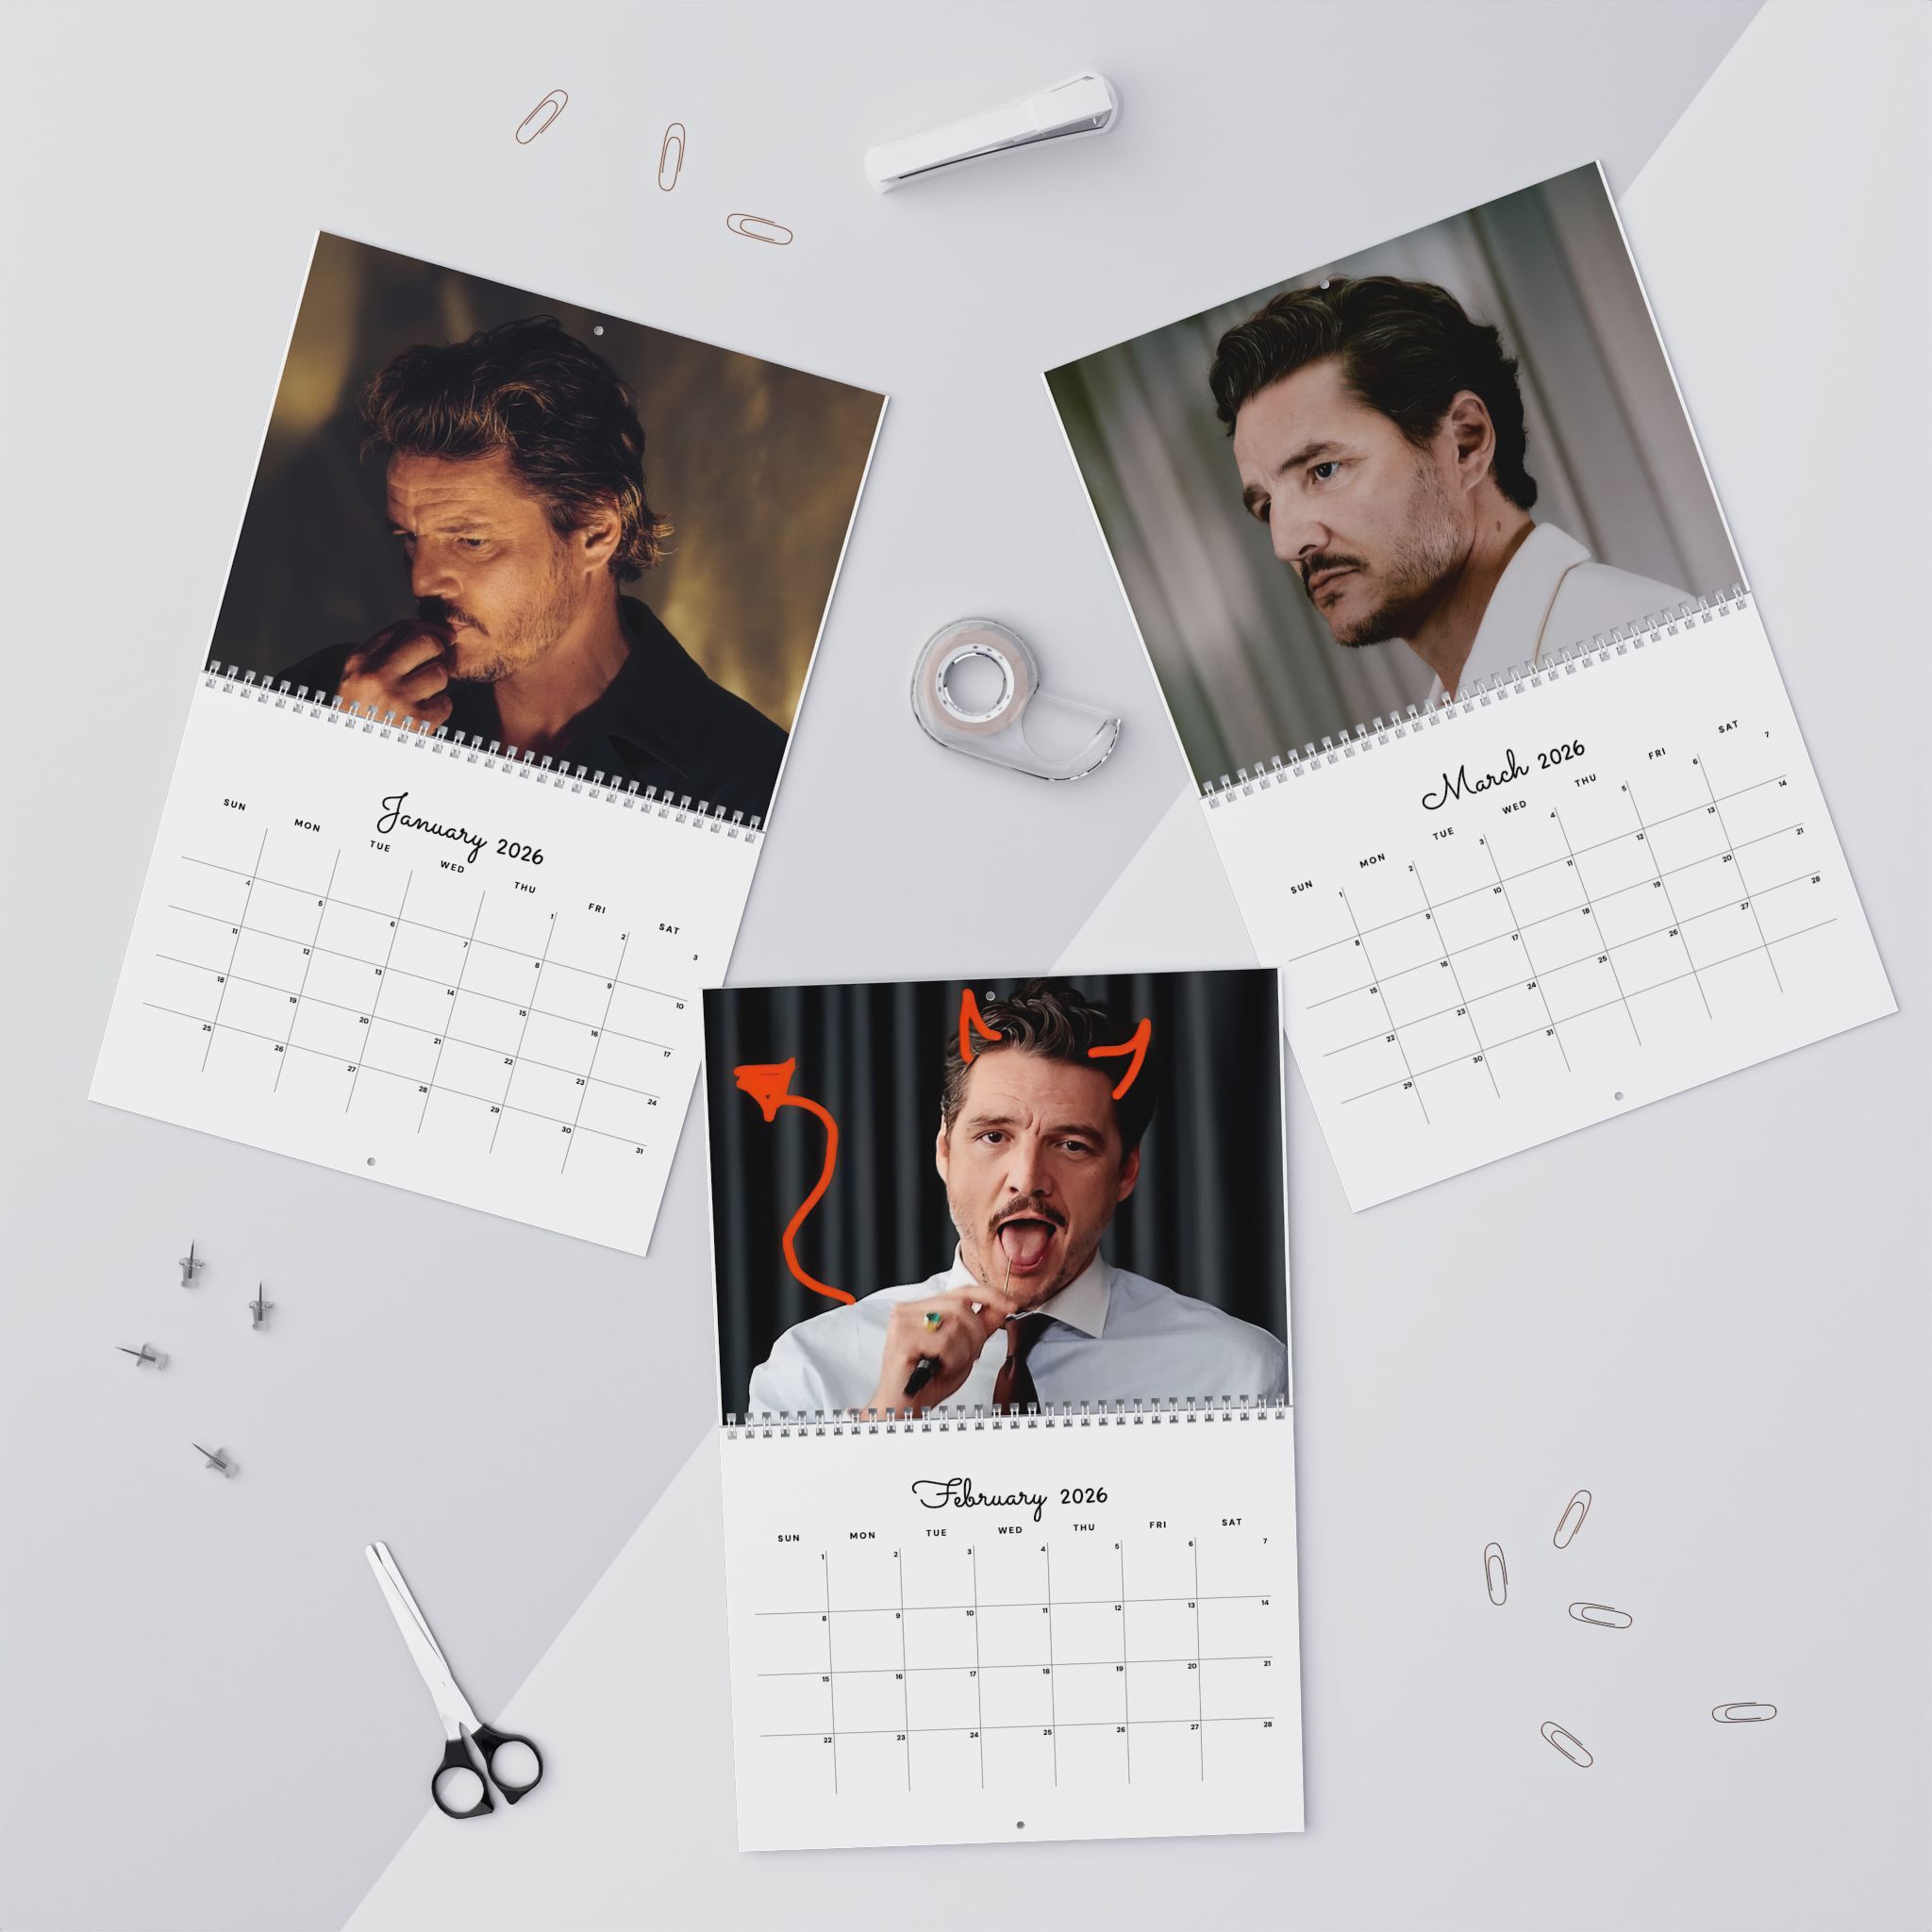 January 2026
SUN MON TUE WED THU FRI SAT
1 2 3
4 5 6 7 8 9 10
11 12 13 14 15 16 17
18 19 20 21 22 23 24
25 26 27 28 29 30 31
March 2026
SUN MON TUE WED THU FRI SAT
1 2 3 4 5 6 7
8 9 10 11 12 13 14
15 16 17 18 19 20 21
22 23 24 25 26 27 28
29 30 31
February 2026
SUN MON TUE WED THU FRI SAT
1 2 3 4 5 6 7
8 9 10 11 12 13 14
15 16 17 18 19 20 21
22 23 24 25 26 27 28